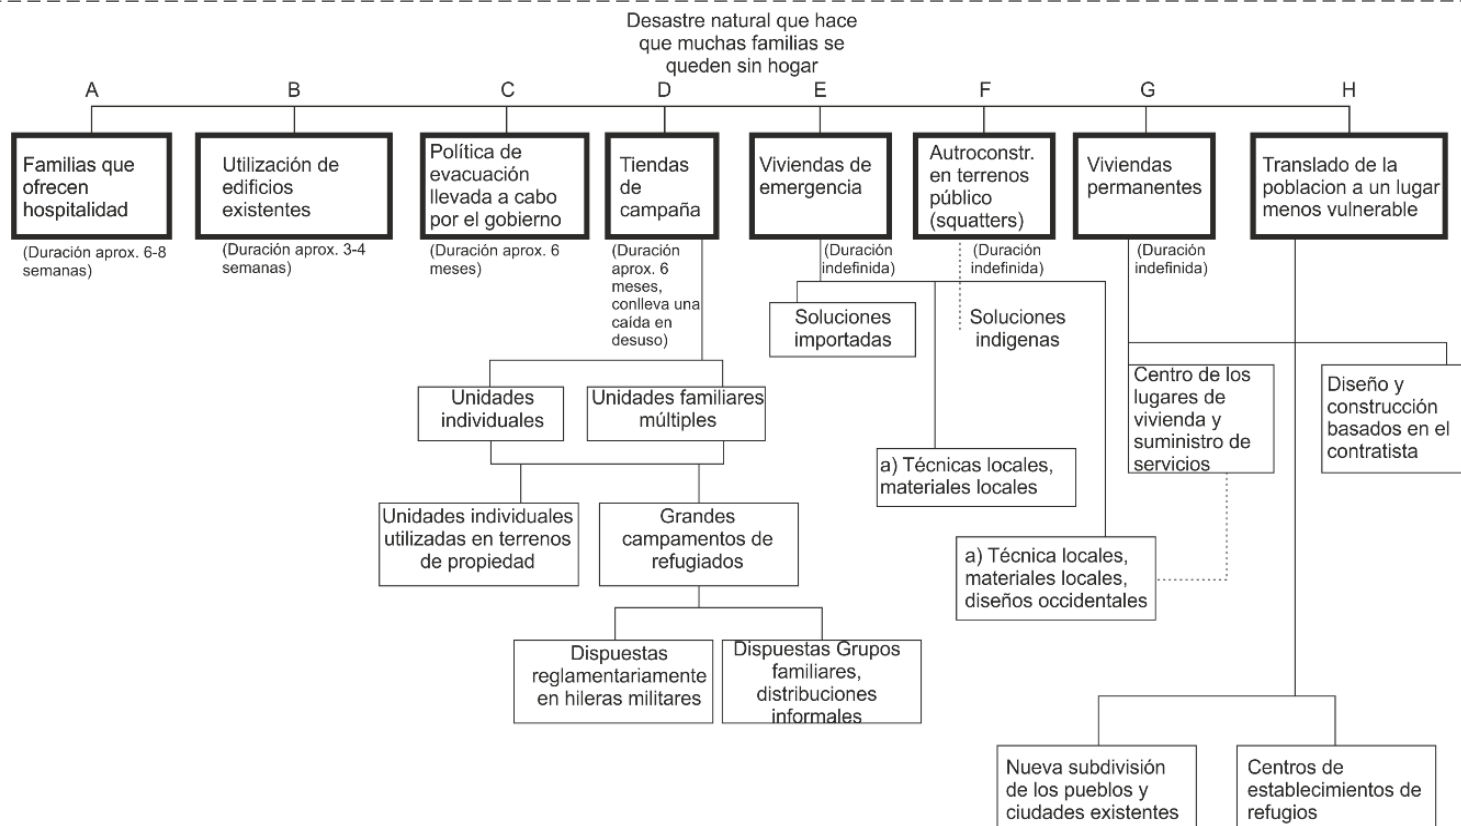 Desastre natural que hace
que muchas familias se
queden sin hogar
A
B
C
D
E
F
G
H
Familias que
ofrecen
hospitalidad
(Duración aprox. 6-8
semanas)
Utilización de
edificios
existentes
(Duración aprox. 3-4
semanas)
Política de
evacuación
llevada a cabo
por el gobierno
(Duración aprox. 6
meses)
Tiendas
de
campaña
(Duración
aprox. 6
meses,
conlleva una
caída en
desuso)
Viviendas de
emergencia
(Duración
indefinida)
Autroconstr.
en terrenos
público
(squatters)
(Duración
indefinida)
Viviendas
permanentes
(Duración
indefinida)
Translado de la
poblacion a un lugar
menos vulnerable
Soluciones
importadas
Soluciones
indigenas
Unidades
individuales
Unidades familiares
múltiples
Centro de los
lugares de
vivienda y
suministro de
servicios
Diseño y
construcción
basados en el
contratista
a) Técnicas locales,
materiales locales
Unidades individuales
utilizadas en terrenos
de propiedad
Grandes
campamentos de
refugiados
a) Técnica locales,
materiales locales,
diseños occidentales
Dispuestas
reglamentariamente
en hileras militares
Dispuestas Grupos
familiares,
distribuciones
informales
Nueva subdivisión
de los pueblos y
ciudades existentes
Centros de
establecimientos de
refugios